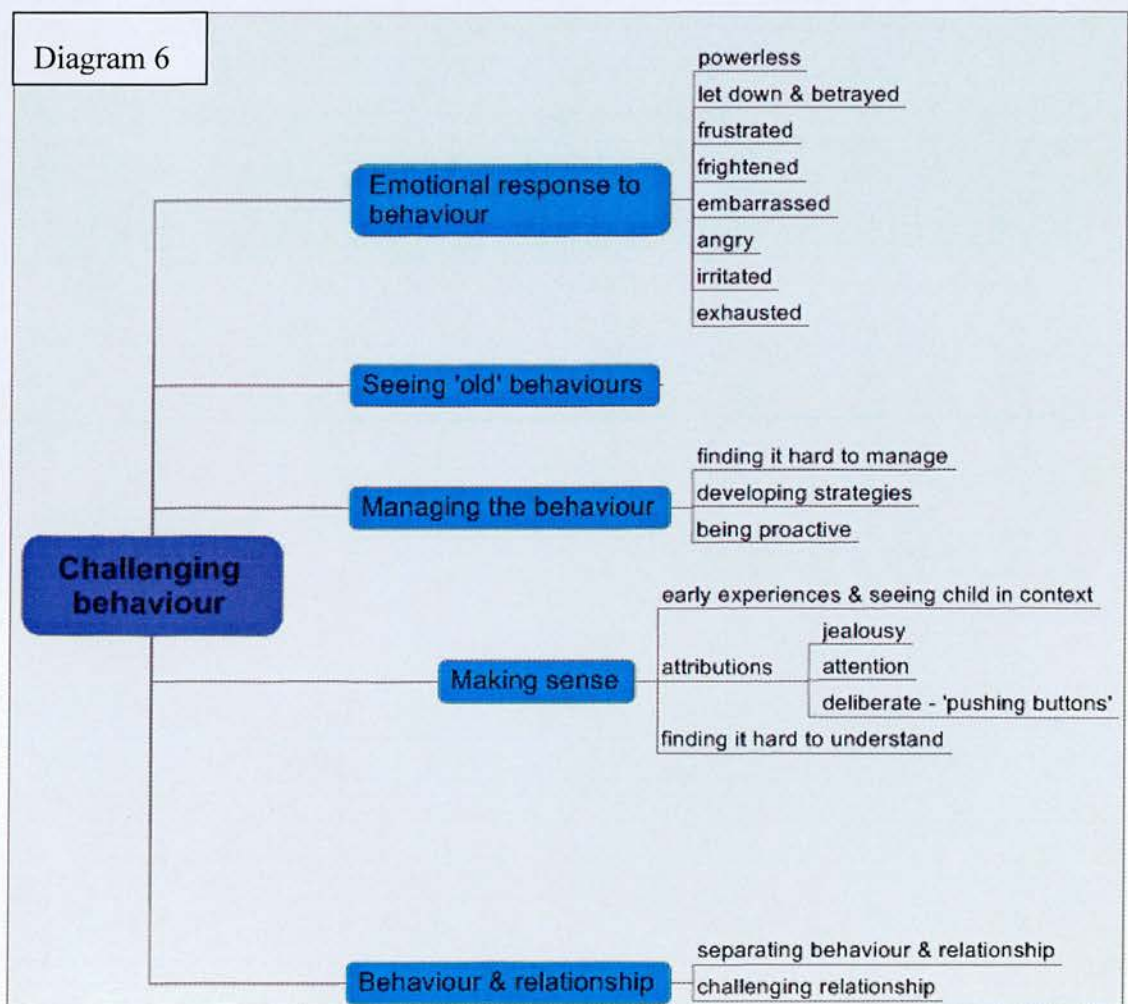 Diagram 6
powerless
let down & betrayed
frustrated
frightened
Emotional response to
behaviour
embarrassed
angry
irritated
exhausted
Seeing 'old' behaviours
finding it hard to manage
Managing the behaviour
developing strategies
being proactive
Challenging
behaviour
early experiences & seeing child in context
jealousy
Making sense
attributions
attention
deliberate - 'pushing buttons'
finding it hard to understand
separating behaviour & relationship
Behaviour & relationship
challenging relationship